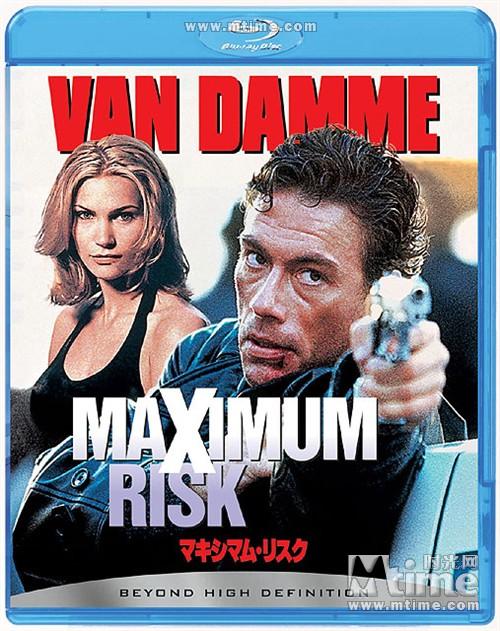 www.mtime.com
Blu-ray Disc
VAN DAMME
MAXIMUM
RISK
マキシマム・リスク
BEYOND HIGH DEFINITION
时光网
Mtime
www.mtime.com